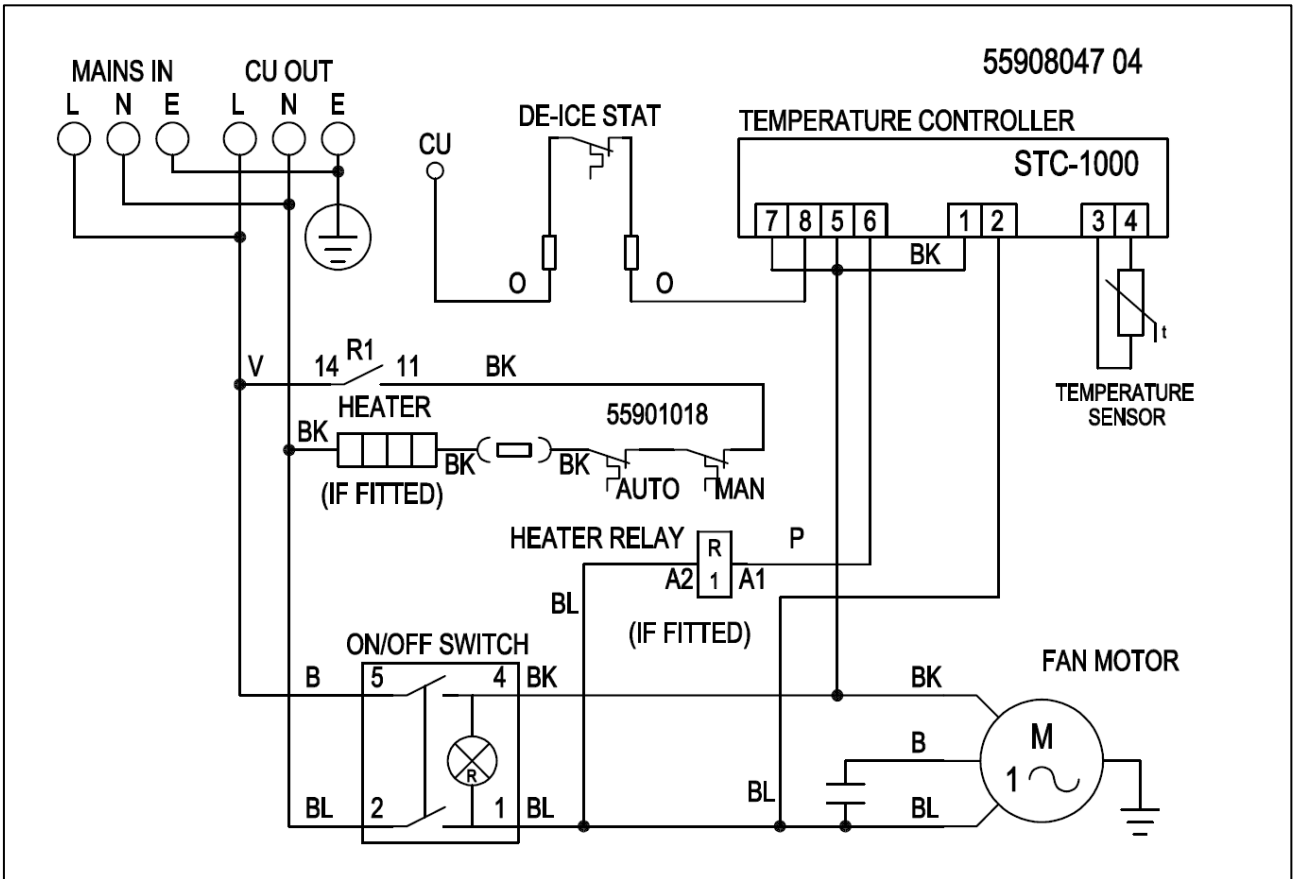 55908047 04
MAINS IN
CU OUT
L N E L N E
CU
DE-ICE STAT
TEMPERATURE CONTROLLER
STC-1000
7 8 5 6 1 2 3 4
BK
O O
t
TEMPERATURE
SENSOR
V 14 R1 11 BK
HEATER
55901018
BK BK BK
AUTO MAN
(IF FITTED)
HEATER RELAY
R
1
A2 A1
P
BL
(IF FITTED)
ON/OFF SWITCH
FAN MOTOR
B 5 4 BK BK
R
B
M
1
BL
BL 2 1 BL BL